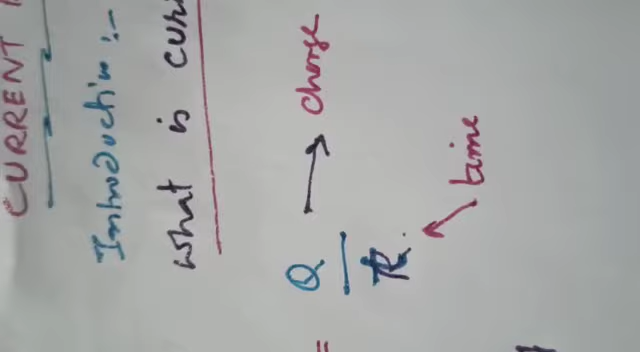 CURRENT
Introduction :-
What is
= Q → charge
t
time